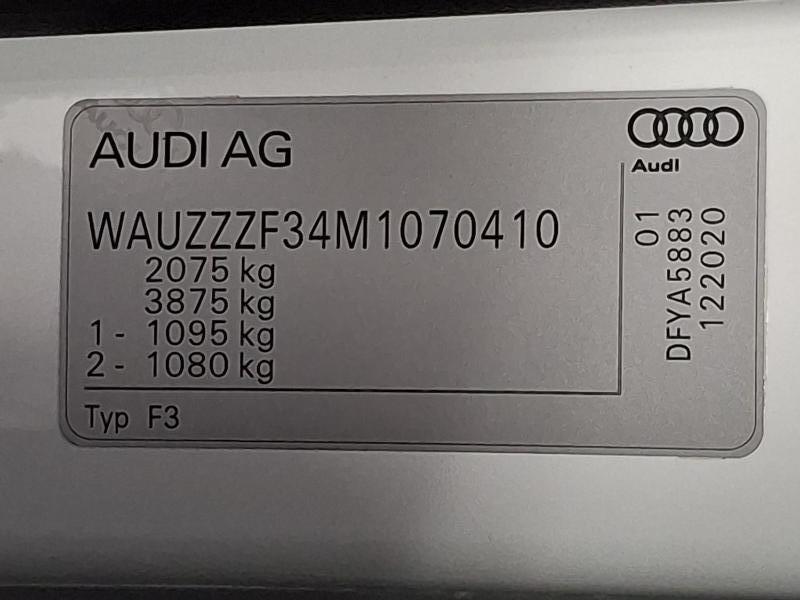 AUDI AG
Audi
WAUZZZF34M1070410
2075 kg
3875 kg
1 - 1095 kg
2 - 1080 kg
Typ F3
01
DFYA5883
122020